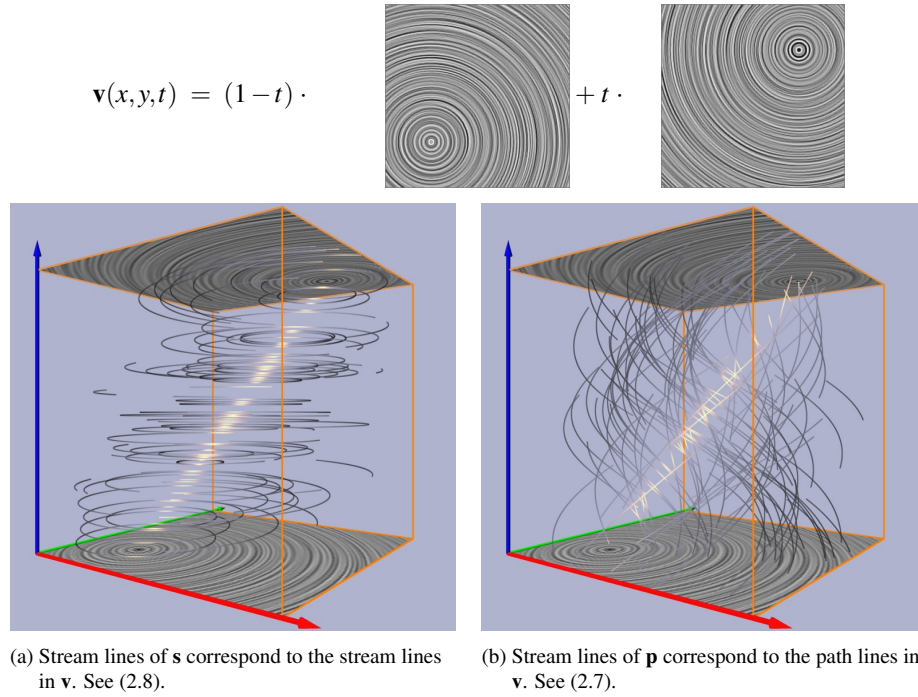 v(x,y,t) = (1−t) · + t ·
(a) Stream lines of s correspond to the stream lines
in v. See (2.8).
(b) Stream lines of p correspond to the path lines in
v. See (2.7).